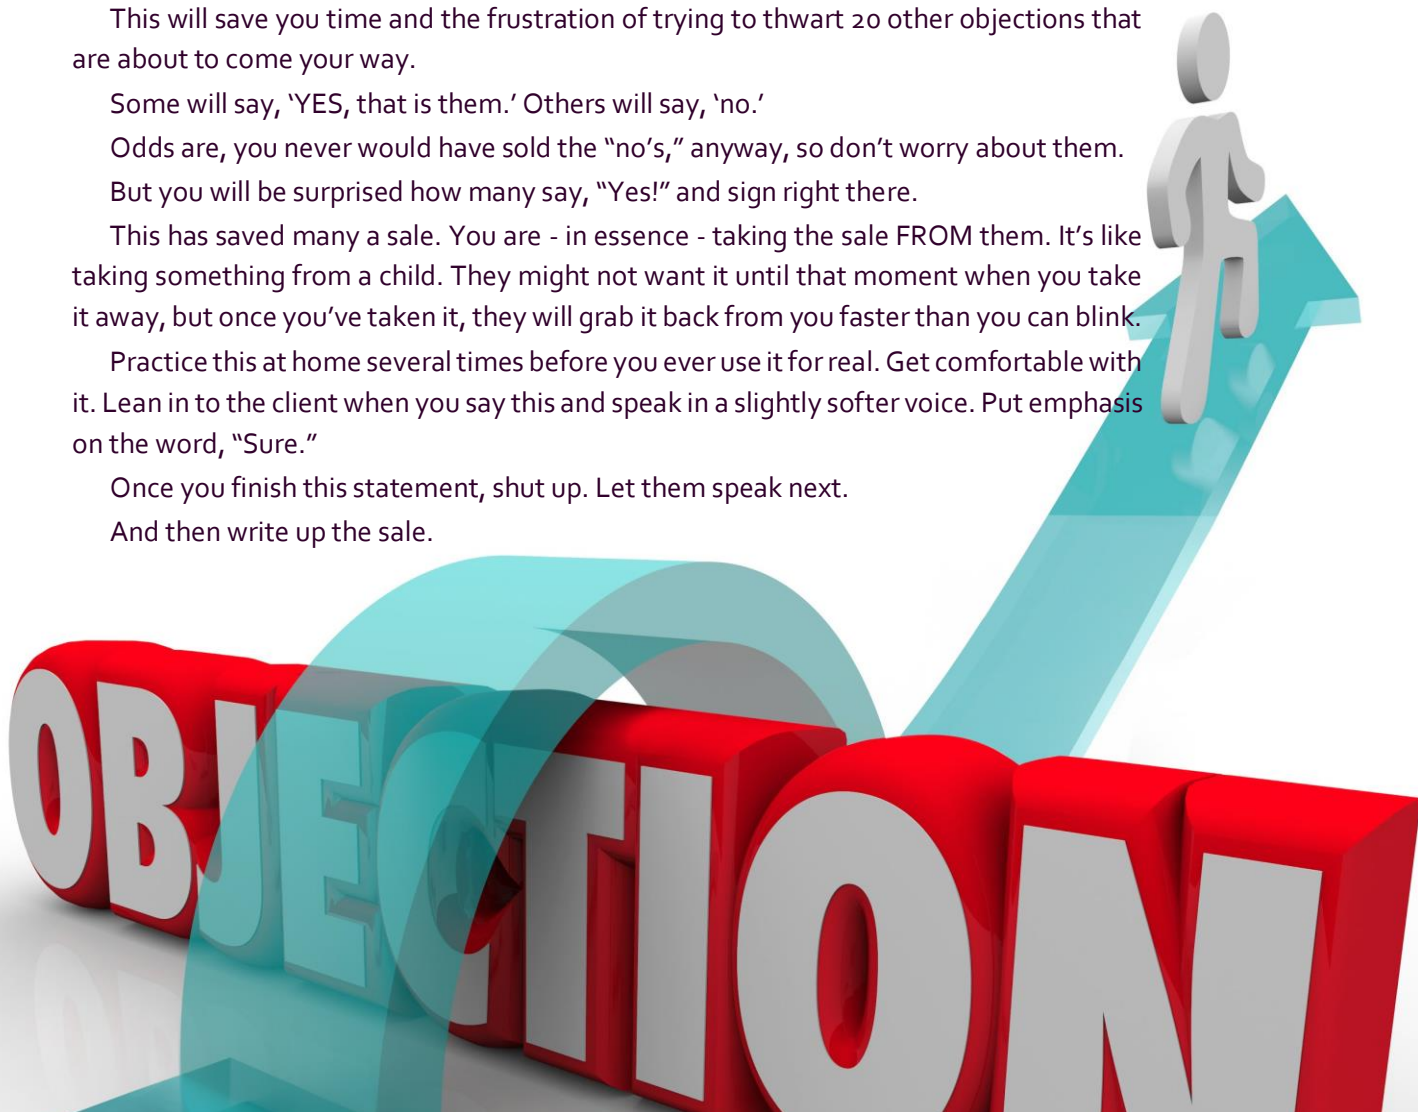 This will save you time and the frustration of trying to thwart 20 other objections that
are about to come your way.
Some will say, ‘YES, that is them.’ Others will say, ‘no.’
Odds are, you never would have sold the “no’s,” anyway, so don’t worry about them.
But you will be surprised how many say, “Yes!” and sign right there.
This has saved many a sale. You are - in essence - taking the sale FROM them. It’s like
taking something from a child. They might not want it until that moment when you take
it away, but once you’ve taken it, they will grab it back from you faster than you can blink.
Practice this at home several times before you ever use it for real. Get comfortable with
it. Lean in to the client when you say this and speak in a slightly softer voice. Put emphasis
on the word, “Sure.”
Once you finish this statement, shut up. Let them speak next.
And then write up the sale.
OBJECTION